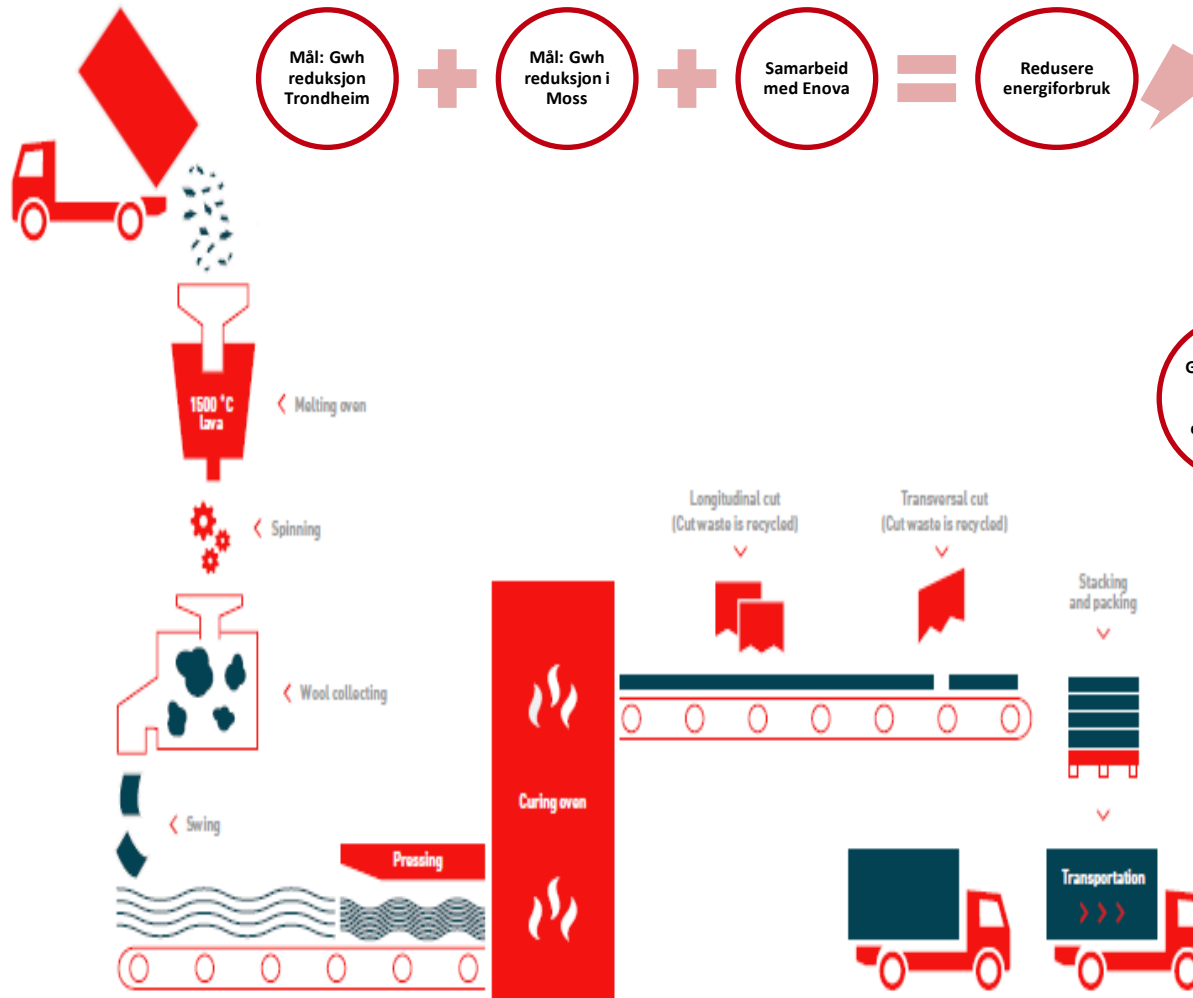 Mål: Gwh
reduksjon
Trondheim
Mål: Gwh
reduksjon i
Moss
Samarbeid
med Enova
Redusere
energiforbruk
1500 °C
lava
Melting oven
Spinning
Wool collecting
Swing
Pressing
Curing oven
Longitudinal cut
(Cut waste is recycled)
Transversal cut
(Cut waste is recycled)
Stacking
and packing
Transportation